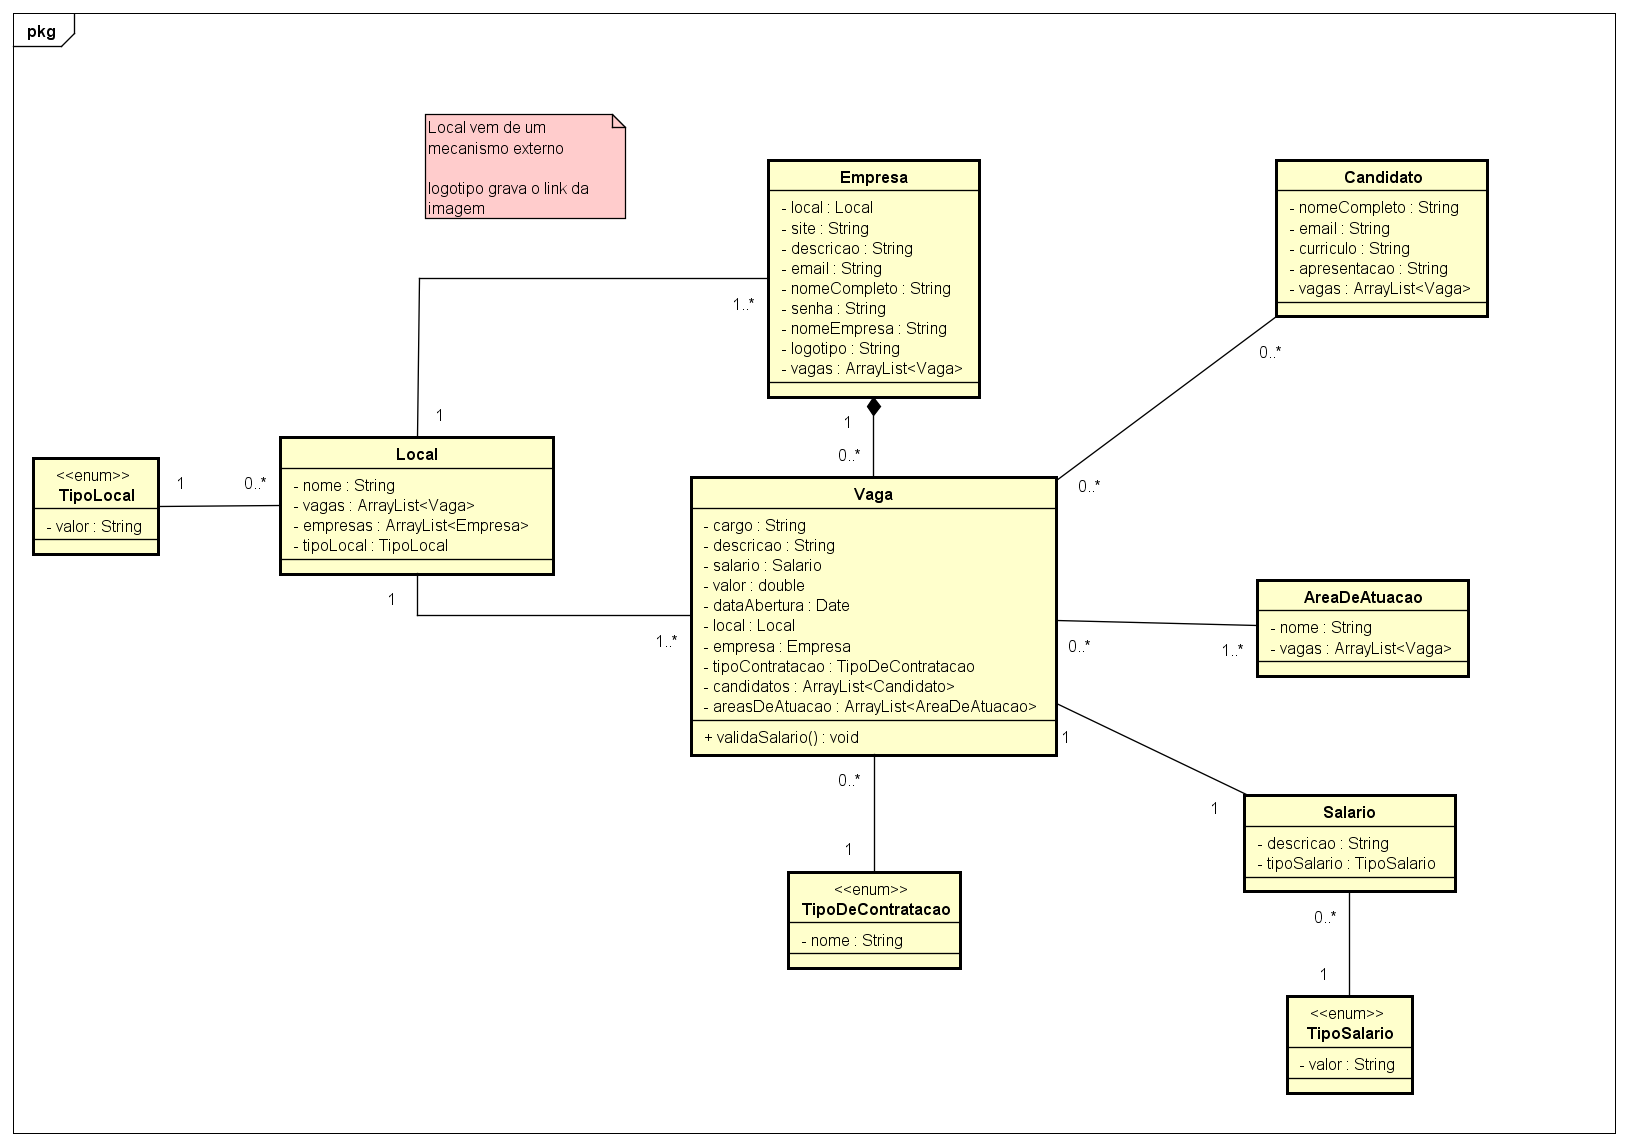 pkg
Local vem de um
mecanismo externo
logotipo grava o link da
imagem
Empresa
- local : Local
- site : String
- descricao : String
- email : String
- nomeCompleto : String
- senha : String
- nomeEmpresa : String
- logotipo : String
- vagas : ArrayList<Vaga>
Candidato
- nomeCompleto : String
- email : String
- curriculo : String
- apresentacao : String
- vagas : ArrayList<Vaga>
1..*
0..*
1
1
0..*
<<enum>>
TipoLocal
- valor : String
1
0..*
Local
- nome : String
- vagas : ArrayList<Vaga>
- empresas : ArrayList<Empresa>
- tipoLocal : TipoLocal
1
1..*
Vaga
- cargo : String
- descricao : String
- salario : Salario
- valor : double
- dataAbertura : Date
- local : Local
- empresa : Empresa
- tipoContratacao : TipoDeContratacao
- candidatos : ArrayList<Candidato>
- areasDeAtuacao : ArrayList<AreaDeAtuacao>
+ validaSalario() : void
0..*
0..*
1..*
AreaDeAtuacao
- nome : String
- vagas : ArrayList<Vaga>
1
1
Salario
- descricao : String
- tipoSalario : TipoSalario
0..*
1
<<enum>>
TipoDeContratacao
- nome : String
0..*
1
<<enum>>
TipoSalario
- valor : String